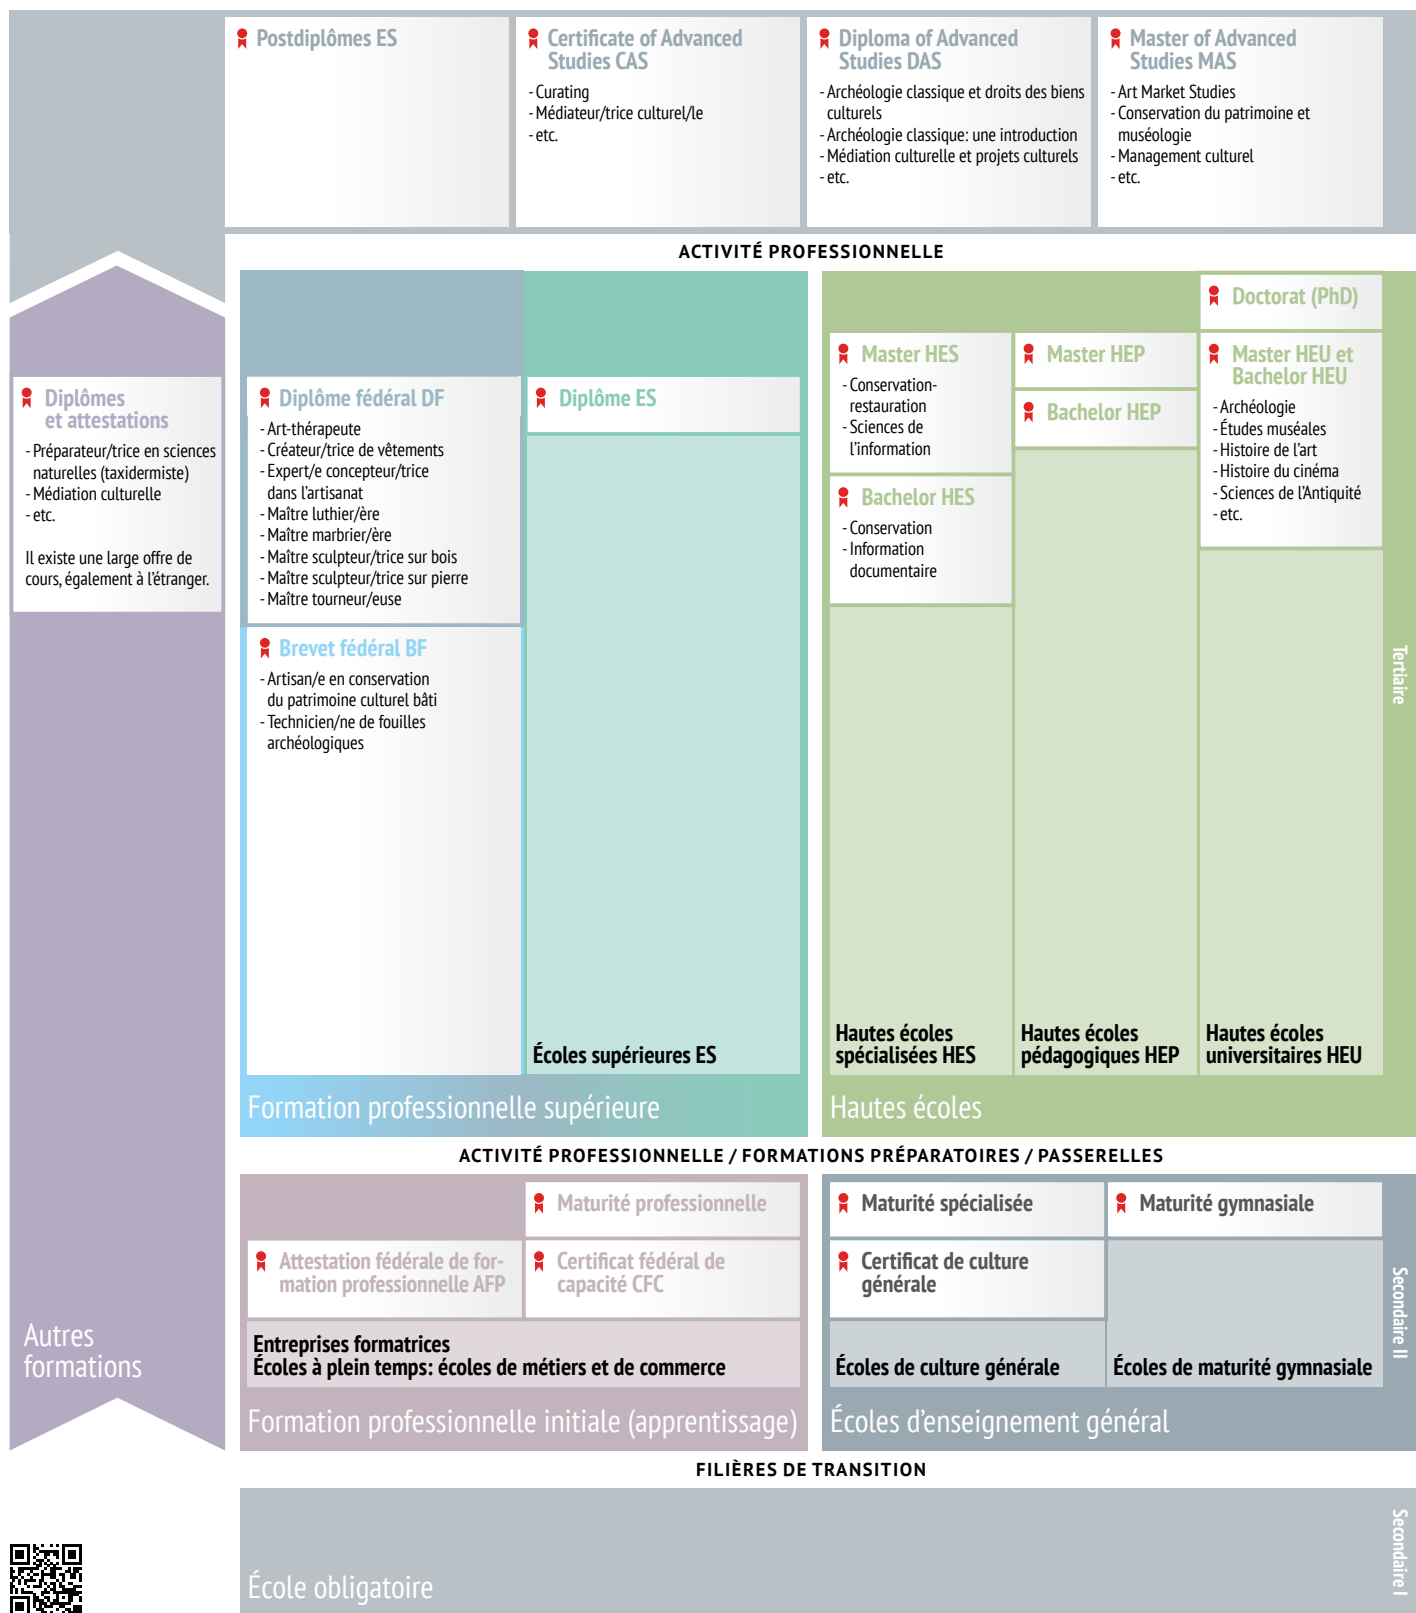 Postdiplômes ES
Certificate of Advanced
Studies CAS
- Curating
- Médiateur/trice culturel/le
- etc.
Diploma of Advanced
Studies DAS
- Archéologie classique et droits des biens
culturels
- Archéologie classique: une introduction
- Médiation culturelle et projets culturels
- etc.
Master of Advanced
Studies MAS
- Art Market Studies
- Conservation du patrimoine et
muséologie
- Management culturel
- etc.
ACTIVITÉ PROFESSIONNELLE
Diplômes
et attestations
- Préparateur/trice en sciences
naturelles (taxidermiste)
- Médiation culturelle
- etc.
Il existe une large offre de
cours, également à l’étranger.
Autres
formations
Diplôme fédéral DF
- Art-thérapeute
- Créateur/trice de vêtements
- Expert/e concepteur/trice
dans l’artisanat
- Maître luthier/ère
- Maître marbrier/ère
- Maître sculpteur/trice sur bois
- Maître sculpteur/trice sur pierre
- Maître tourneur/euse
Brevet fédéral BF
- Artisan/e en conservation
du patrimoine culturel bâti
- Technicien/ne de fouilles
archéologiques
Diplôme ES
Écoles supérieures ES
Formation professionnelle supérieure
Master HES
- Conservation-
restauration
- Sciences de
l’information
Bachelor HES
- Conservation
- Information
documentaire
Hautes écoles
spécialisées HES
Master HEP
Bachelor HEP
Hautes écoles
pédagogiques HEP
Doctorat (PhD)
Master HEU et
Bachelor HEU
- Archéologie
- Études muséales
- Histoire de l’art
- Histoire du cinéma
- Sciences de l’Antiquité
- etc.
Hautes écoles
universitaires HEU
Hautes écoles
Tertiaire
ACTIVITÉ PROFESSIONNELLE / FORMATIONS PRÉPARATOIRES / PASSERELLES
Maturité professionnelle
Attestation fédérale de for-
mation professionnelle AFP
Certificat fédéral de
capacité CFC
Entreprises formatrices
Écoles à plein temps: écoles de métiers et de commerce
Formation professionnelle initiale (apprentissage)
Maturité spécialisée
Certificat de culture
générale
Écoles de culture générale
Maturité gymnasiale
Écoles de maturité gymnasiale
Écoles d’enseignement général
Secondaire II
FILIÈRES DE TRANSITION
École obligatoire
Secondaire I